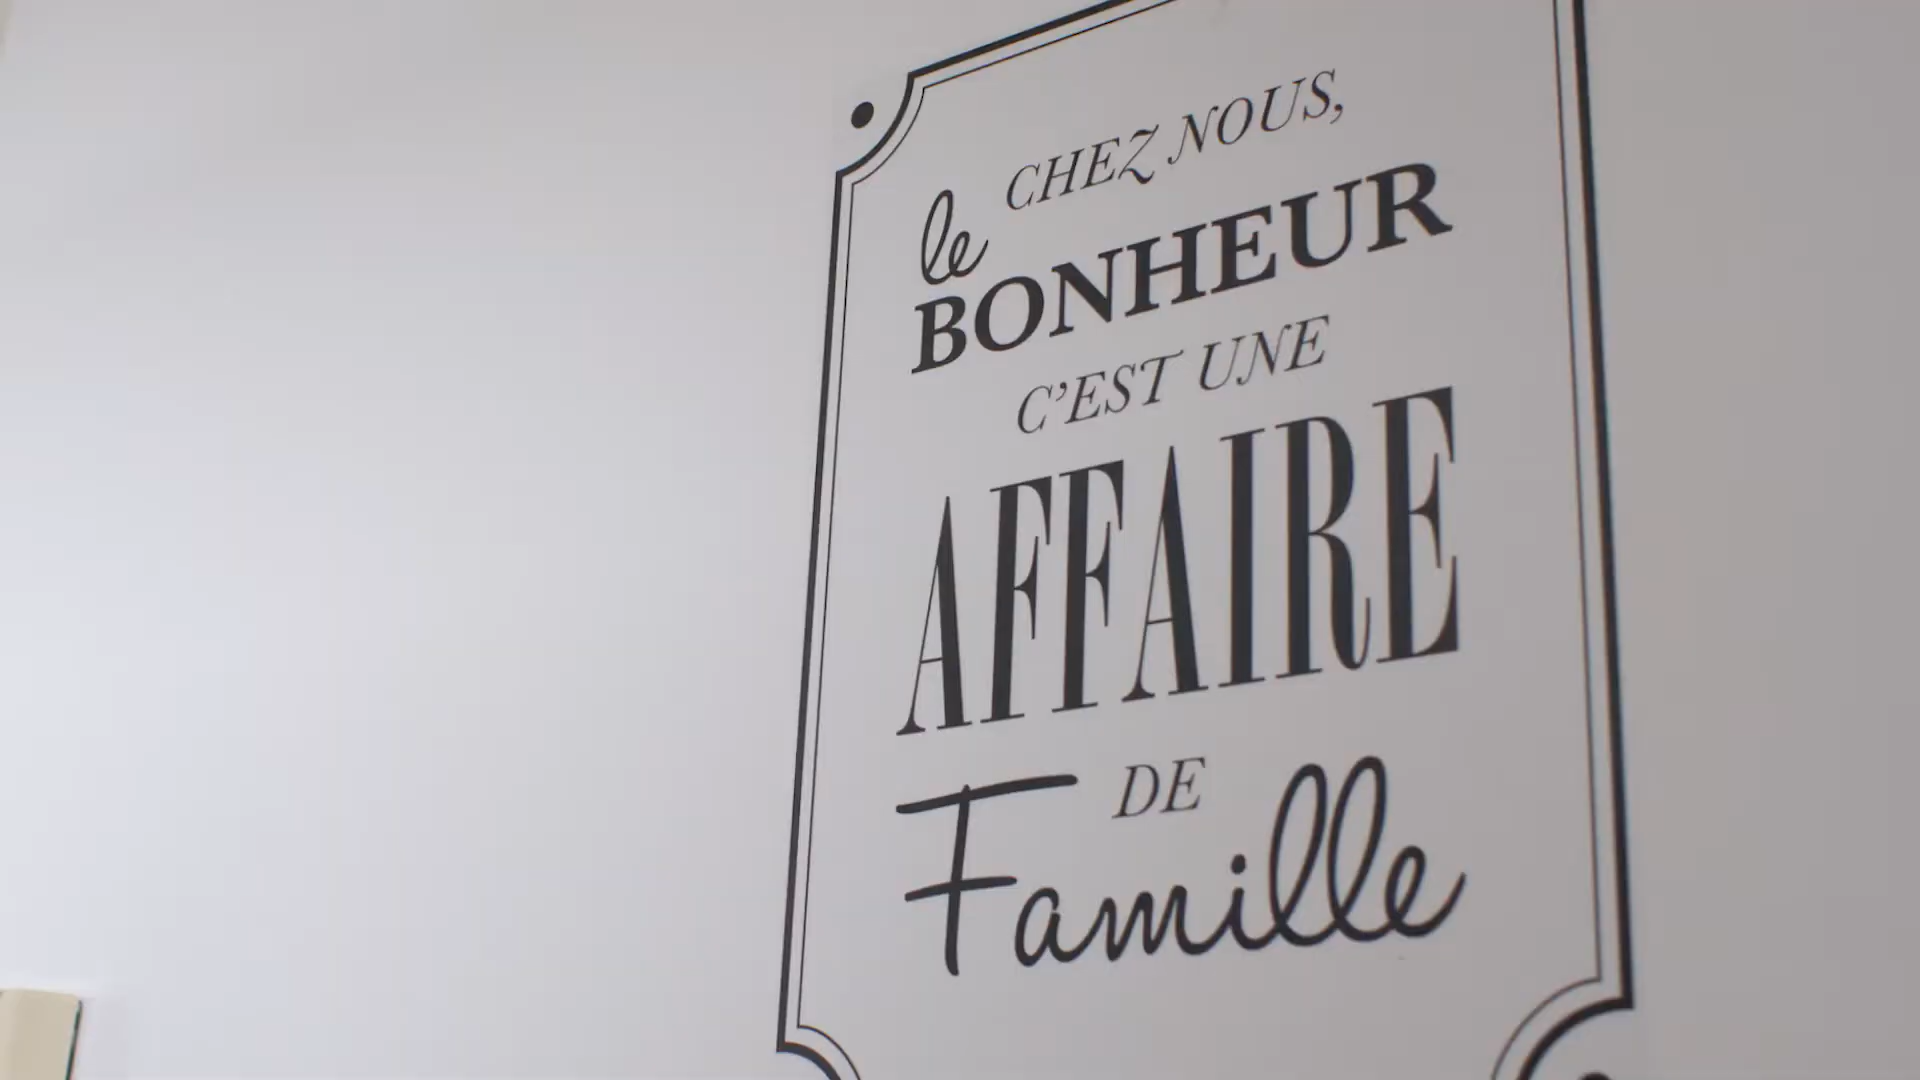 CHEZ NOUS,
le
BONHEUR
C'EST UNE
AFFAIRE
DE
Famille